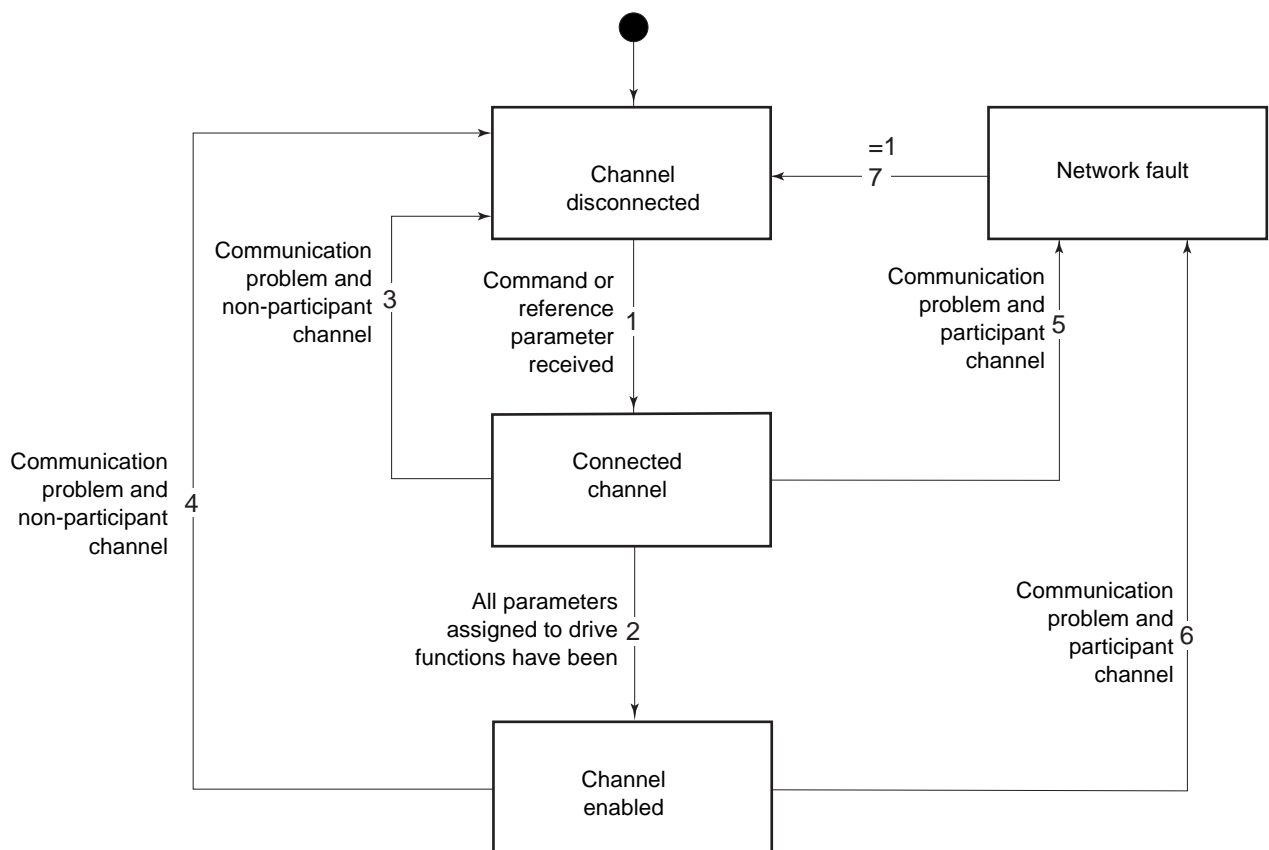 Channel
disconnected
=1
7
Network fault
Communication
problem and
non-participant
channel
3
Command or
reference
parameter
received
1
Communication
problem and
participant
channel
5
Connected
channel
Communication
problem and
non-participant
channel
4
All parameters
assigned to drive
functions have been
2
Communication
problem and
participant
channel
6
Channel
enabled